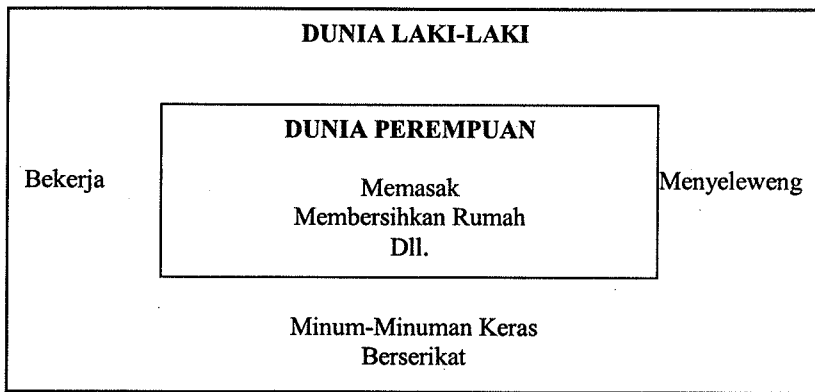 DUNIA LAKI-LAKI
DUNIA PEREMPUAN
Bekerja
Memasak
Membersihkan Rumah
Dll.
Menyeleweng
Minum-Minuman Keras
Berserikat